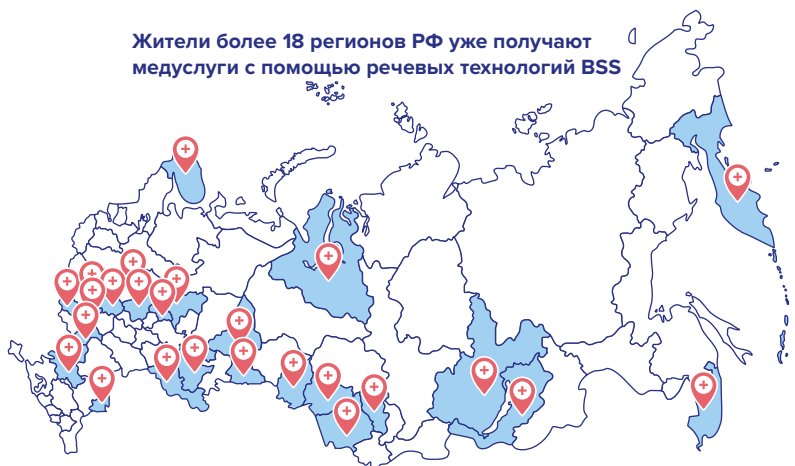 Жители более 18 регионов РФ уже получают
медуслуги с помощью речевых технологий BSS